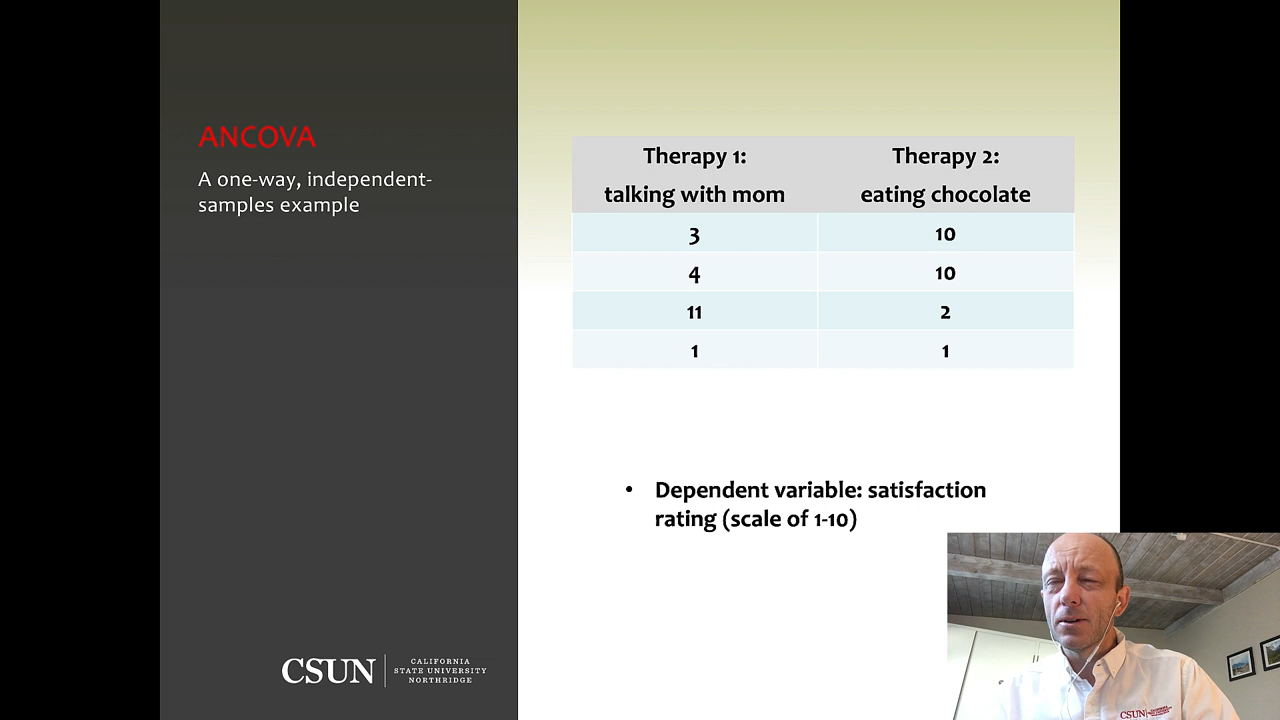 ANCOVA
A one-way, independent-
samples example
Therapy 1:
talking with mom
Therapy 2:
eating chocolate
3
10
4
10
11
2
1
1
• Dependent variable: satisfaction
rating (scale of 1-10)
CSUN
CALIFORNIA
STATE UNIVERSITY
NORTHRIDGE
CSUN